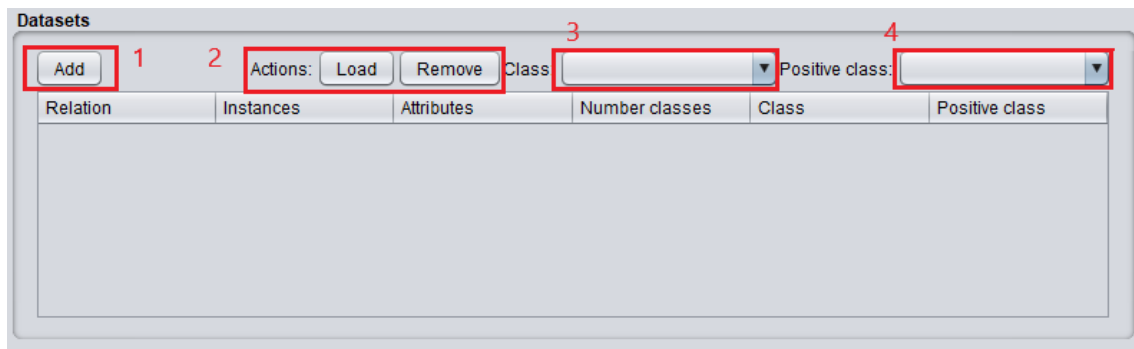 Datasets
3 4
Add 1 2 Actions: Load Remove Class Positive class:
Relation Instances Attributes Number classes Class Positive class